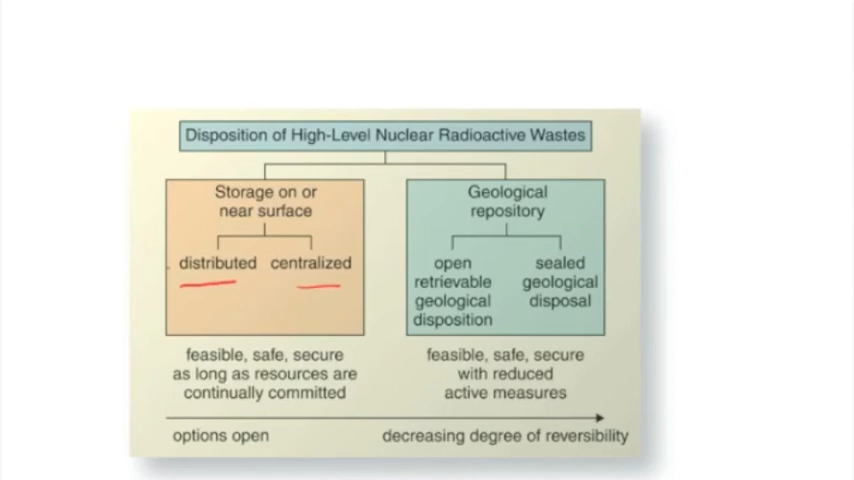 Disposition of High-Level Nuclear Radioactive Wastes
Storage on or
near surface
distributed centralized
feasible, safe, secure
as long as resources are
continually committed
Geological
repository
open
retrievable
geological
disposition
sealed
geological
disposal
feasible, safe, secure
with reduced
active measures
options open
decreasing degree of reversibility